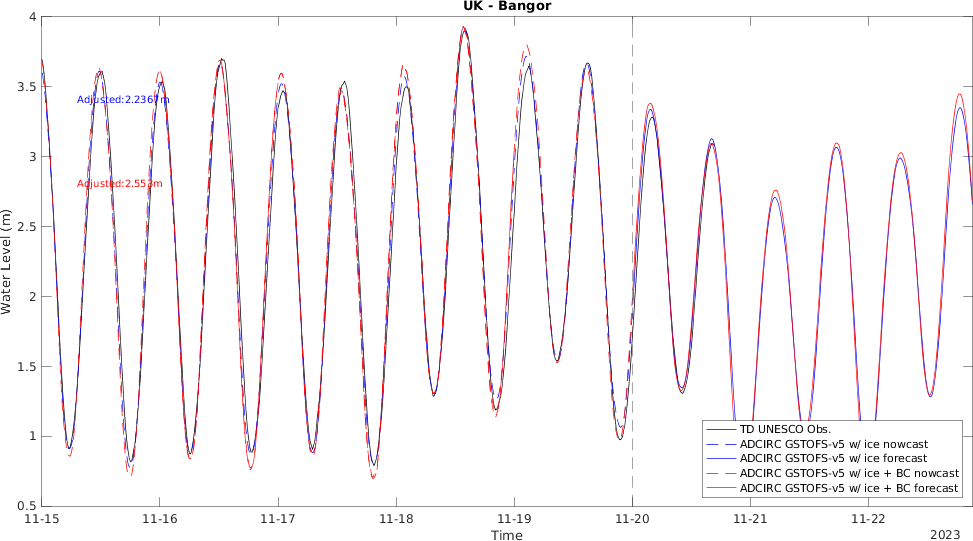 UK - Bangor
4
3.5
3
2.5
2
1.5
1
0.5
Water Level (m)
Adjusted:2.2367m
Adjusted:2.553m
TD UNESCO Obs.
ADCIRC GSTOFS-v5 w/ ice nowcast
ADCIRC GSTOFS-v5 w/ ice forecast
ADCIRC GSTOFS-v5 w/ ice + BC nowcast
ADCIRC GSTOFS-v5 w/ ice + BC forecast
11-15
11-16
11-17
11-18
11-19
11-20
11-21
11-22
Time
2023